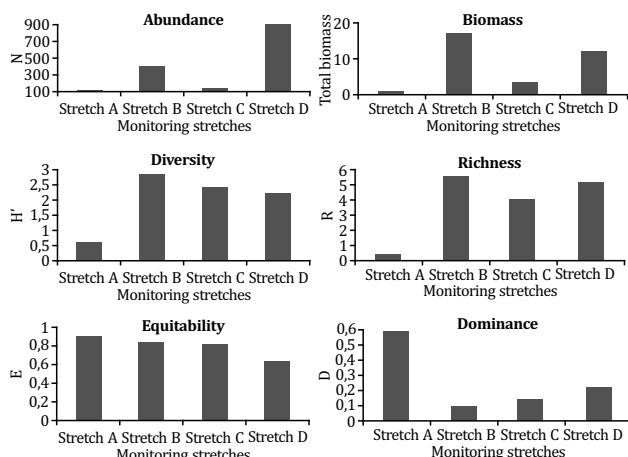 Abundance
N
900
700
500
300
100
Stretch A Stretch B Stretch C Stretch D
Monitoring stretches
Biomass
Total biomass
20
10
0
Stretch A Stretch B Stretch C Stretch D
Monitoring stretches
Diversity
H'
3
2,5
2
1,5
1
0,5
0
Stretch A Stretch B Stretch C Stretch D
Monitoring stretches
Richness
R
6
5
4
3
2
1
0
Stretch A Stretch B Stretch C Stretch D
Monitoring stretches
Equitability
E
1
0,8
0,6
0,4
0,2
0
Stretch A Stretch B Stretch C Stretch D
Monitoring stretches
Dominance
D
0,6
0,5
0,4
0,3
0,2
0,1
0
Stretch A Stretch B Stretch C Stretch D
Monitoring stretches